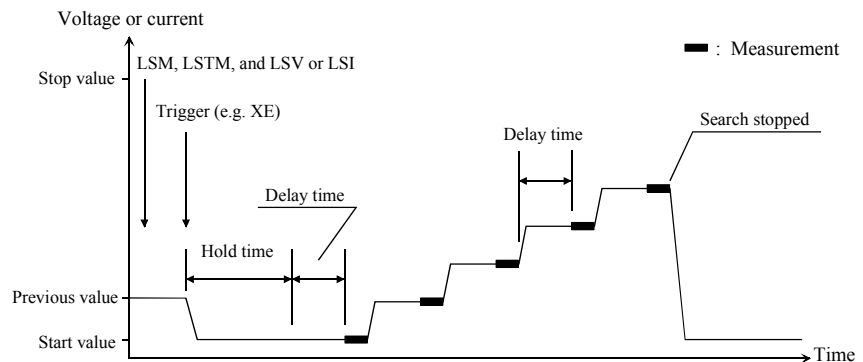 Voltage or current
: Measurement
LSM, LSTM, and LSV or LSI
Stop value
Trigger (e.g. XE)
Search stopped
Delay time
Delay time
Hold time
Previous value
Start value
Time